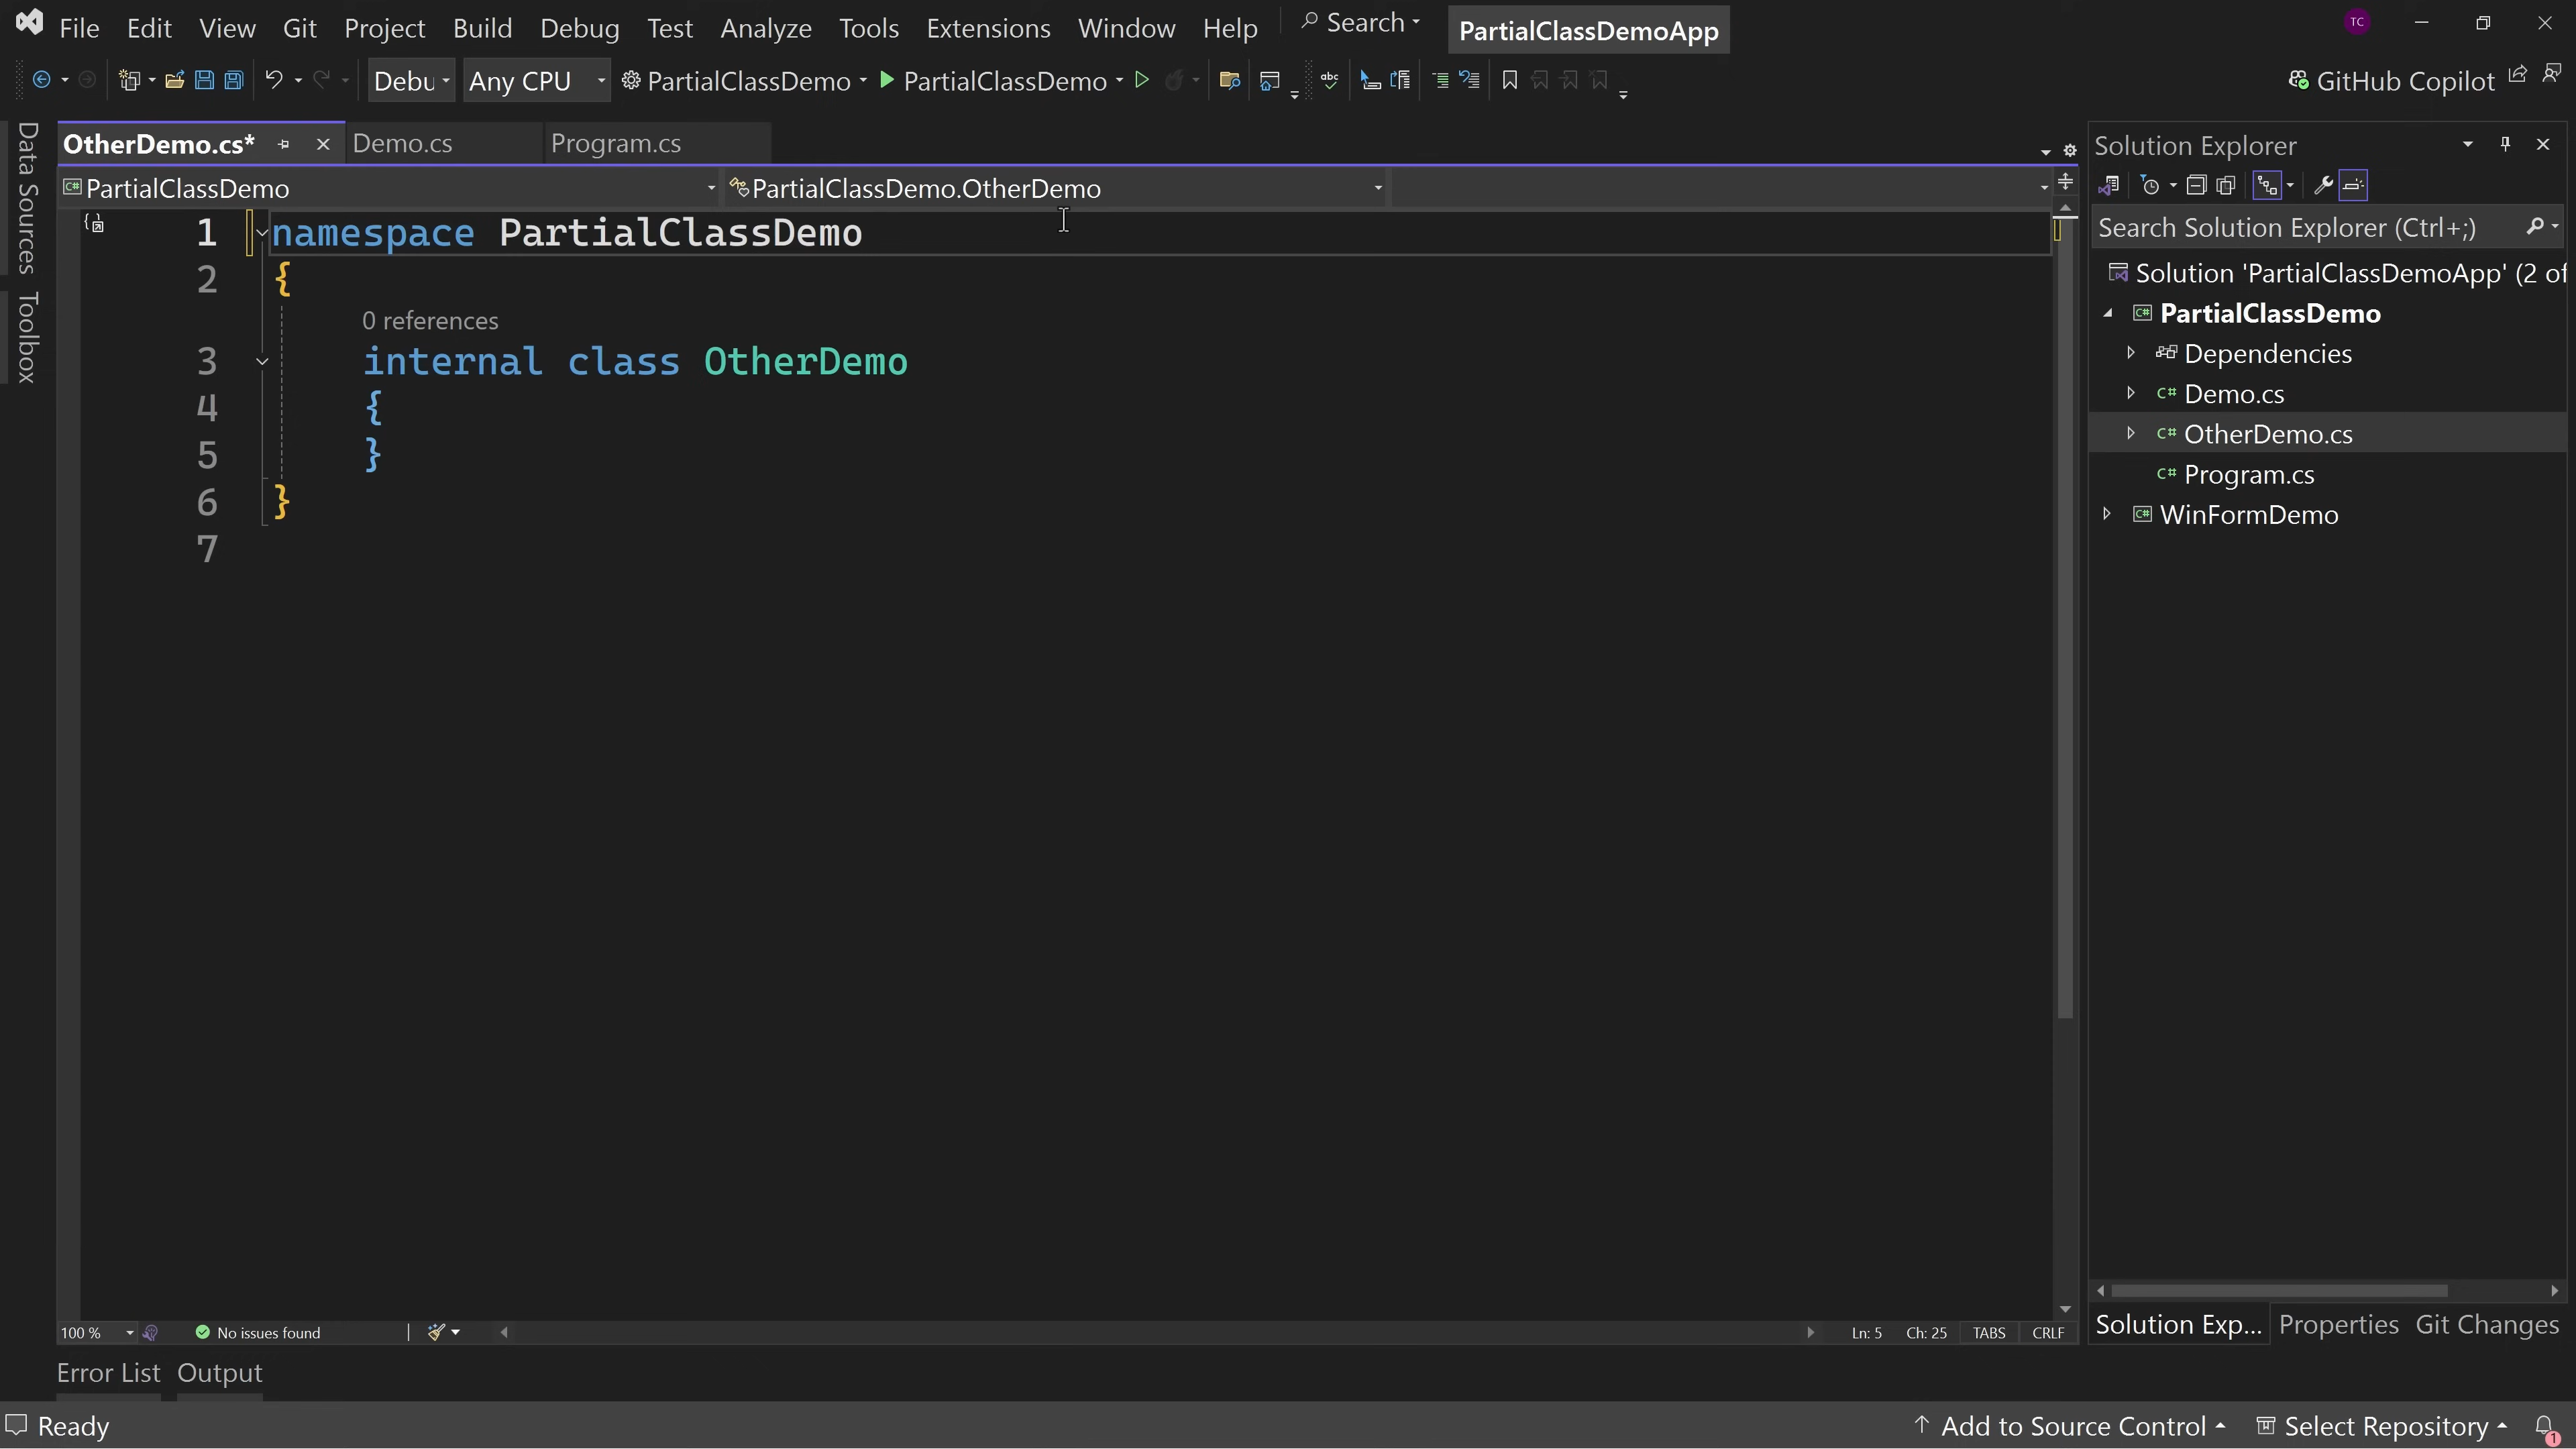 File Edit View Git Project Build Debug Test Analyze Tools Extensions Window Help Search PartialClassDemoApp TC
Debu Any CPU PartialClassDemo PartialClassDemo abc GitHub Copilot
Data Sources
Toolbox
OtherDemo.cs* Demo.cs Program.cs
PartialClassDemo PartialClassDemo.OtherDemo
1 namespace PartialClassDemo
2 {
0 references
3 internal class OtherDemo
4 {
5 }
6 }
7
100 % No issues found Ln: 5 Ch: 25 TABS CRLF
Solution Explorer
Search Solution Explorer (Ctrl+;)
Solution 'PartialClassDemoApp' (2 of
C# PartialClassDemo
Dependencies
C# Demo.cs
C# OtherDemo.cs
C# Program.cs
C# WinFormDemo
Solution Exp... Properties Git Changes
Error List Output
Ready Add to Source Control Select Repository 1